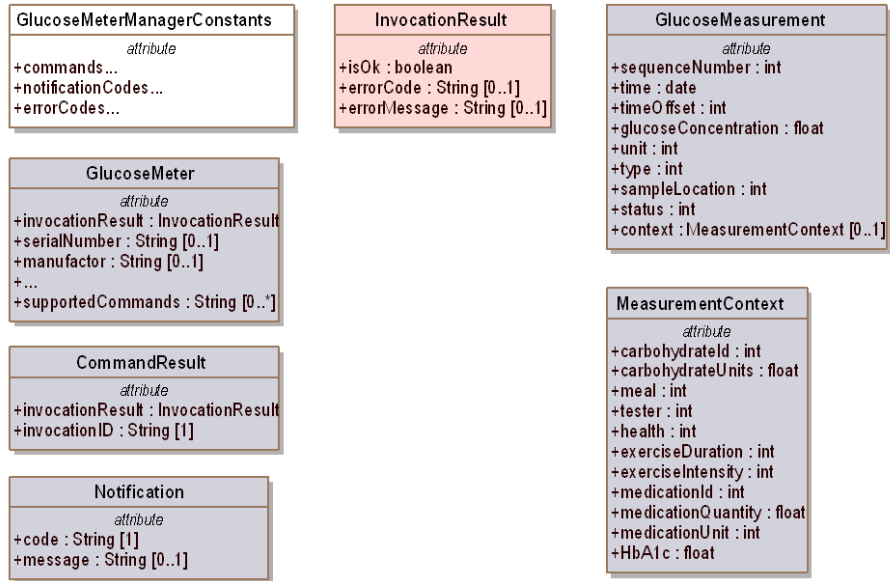 GlucoseMeterManagerConstants
attribute
+commands...
+notificationCodes...
+errorCodes...
InvocationResult
attribute
+isOk : boolean
+errorCode : String [0..1]
+errorMessage : String [0..1]
GlucoseMeasurement
attribute
+sequenceNumber : int
+time : date
+timeOffset : int
+glucoseConcentration : float
+unit : int
+type : int
+sampleLocation : int
+status : int
+context : MeasurementContext [0..1]
GlucoseMeter
attribute
+invocationResult : InvocationResult
+serialNumber : String [0..1]
+manufactor : String [0..1]
+...
+supportedCommands : String [0..*]
CommandResult
attribute
+invocationResult : InvocationResult
+invocationID : String [1]
Notification
attribute
+code : String [1]
+message : String [0..1]
MeasurementContext
attribute
+carbohydrateId : int
+carbohydrateUnits : float
+meal : int
+tester : int
+health : int
+exerciseDuration : int
+exerciseIntensity : int
+medicationId : int
+medicationQuantity : float
+medicationUnit : int
+HbA1c : float